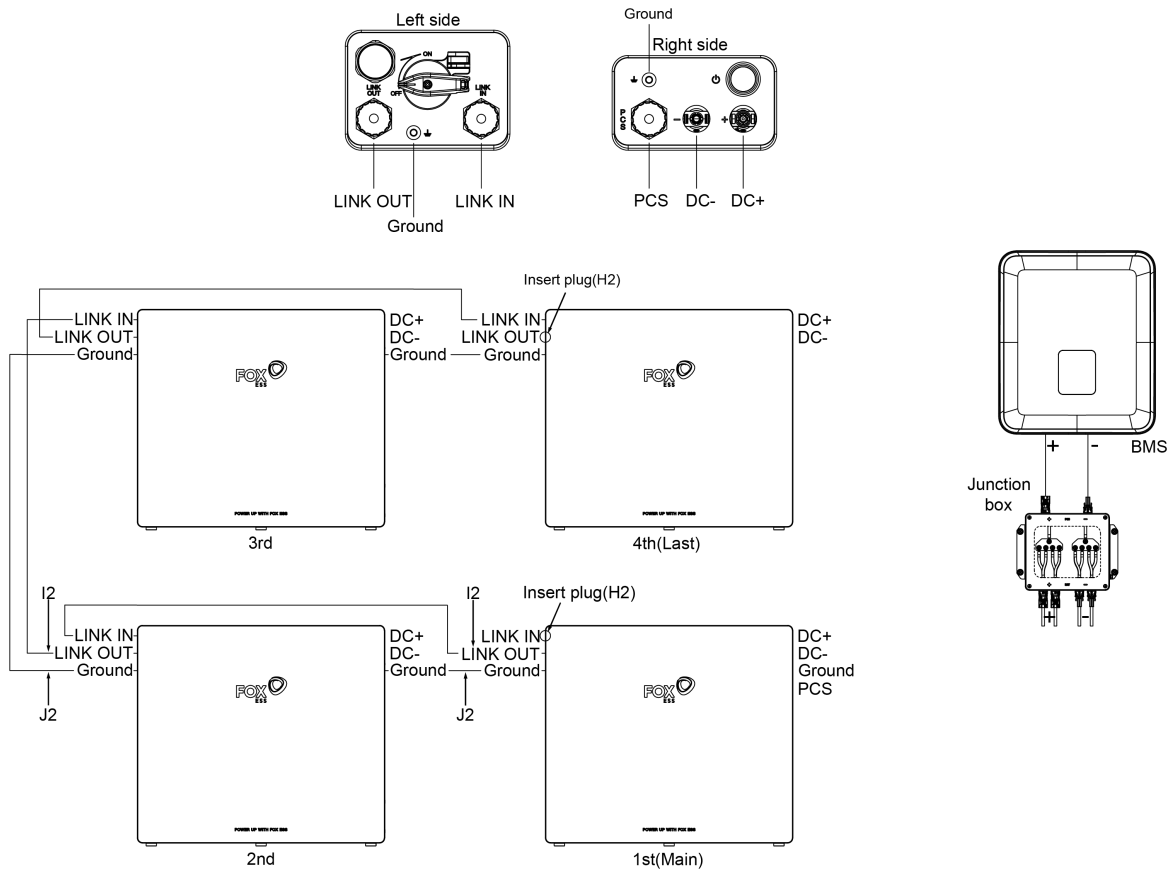 Left side
ON
OFF
LINK
OUT
LINK
IN
LINK OUT
Ground
LINK IN
Ground
Right side
PCS
-
+
PCS
DC-
DC+
Insert plug(H2)
LINK IN
LINK OUT
Ground
FOX
ESS
POWER UP WITH FOX ESS
3rd
DC+
DC-
Ground
LINK IN
LINK OUT
Ground
FOX
ESS
POWER UP WITH FOX ESS
4th(Last)
DC+
DC-
+
-
BMS
Junction
box
+
-
I2
LINK IN
LINK OUT
Ground
J2
FOX
ESS
POWER UP WITH FOX ESS
2nd
DC+
DC-
Ground
I2
Insert plug(H2)
LINK IN
LINK OUT
Ground
J2
FOX
ESS
POWER UP WITH FOX ESS
1st(Main)
DC+
DC-
Ground
PCS